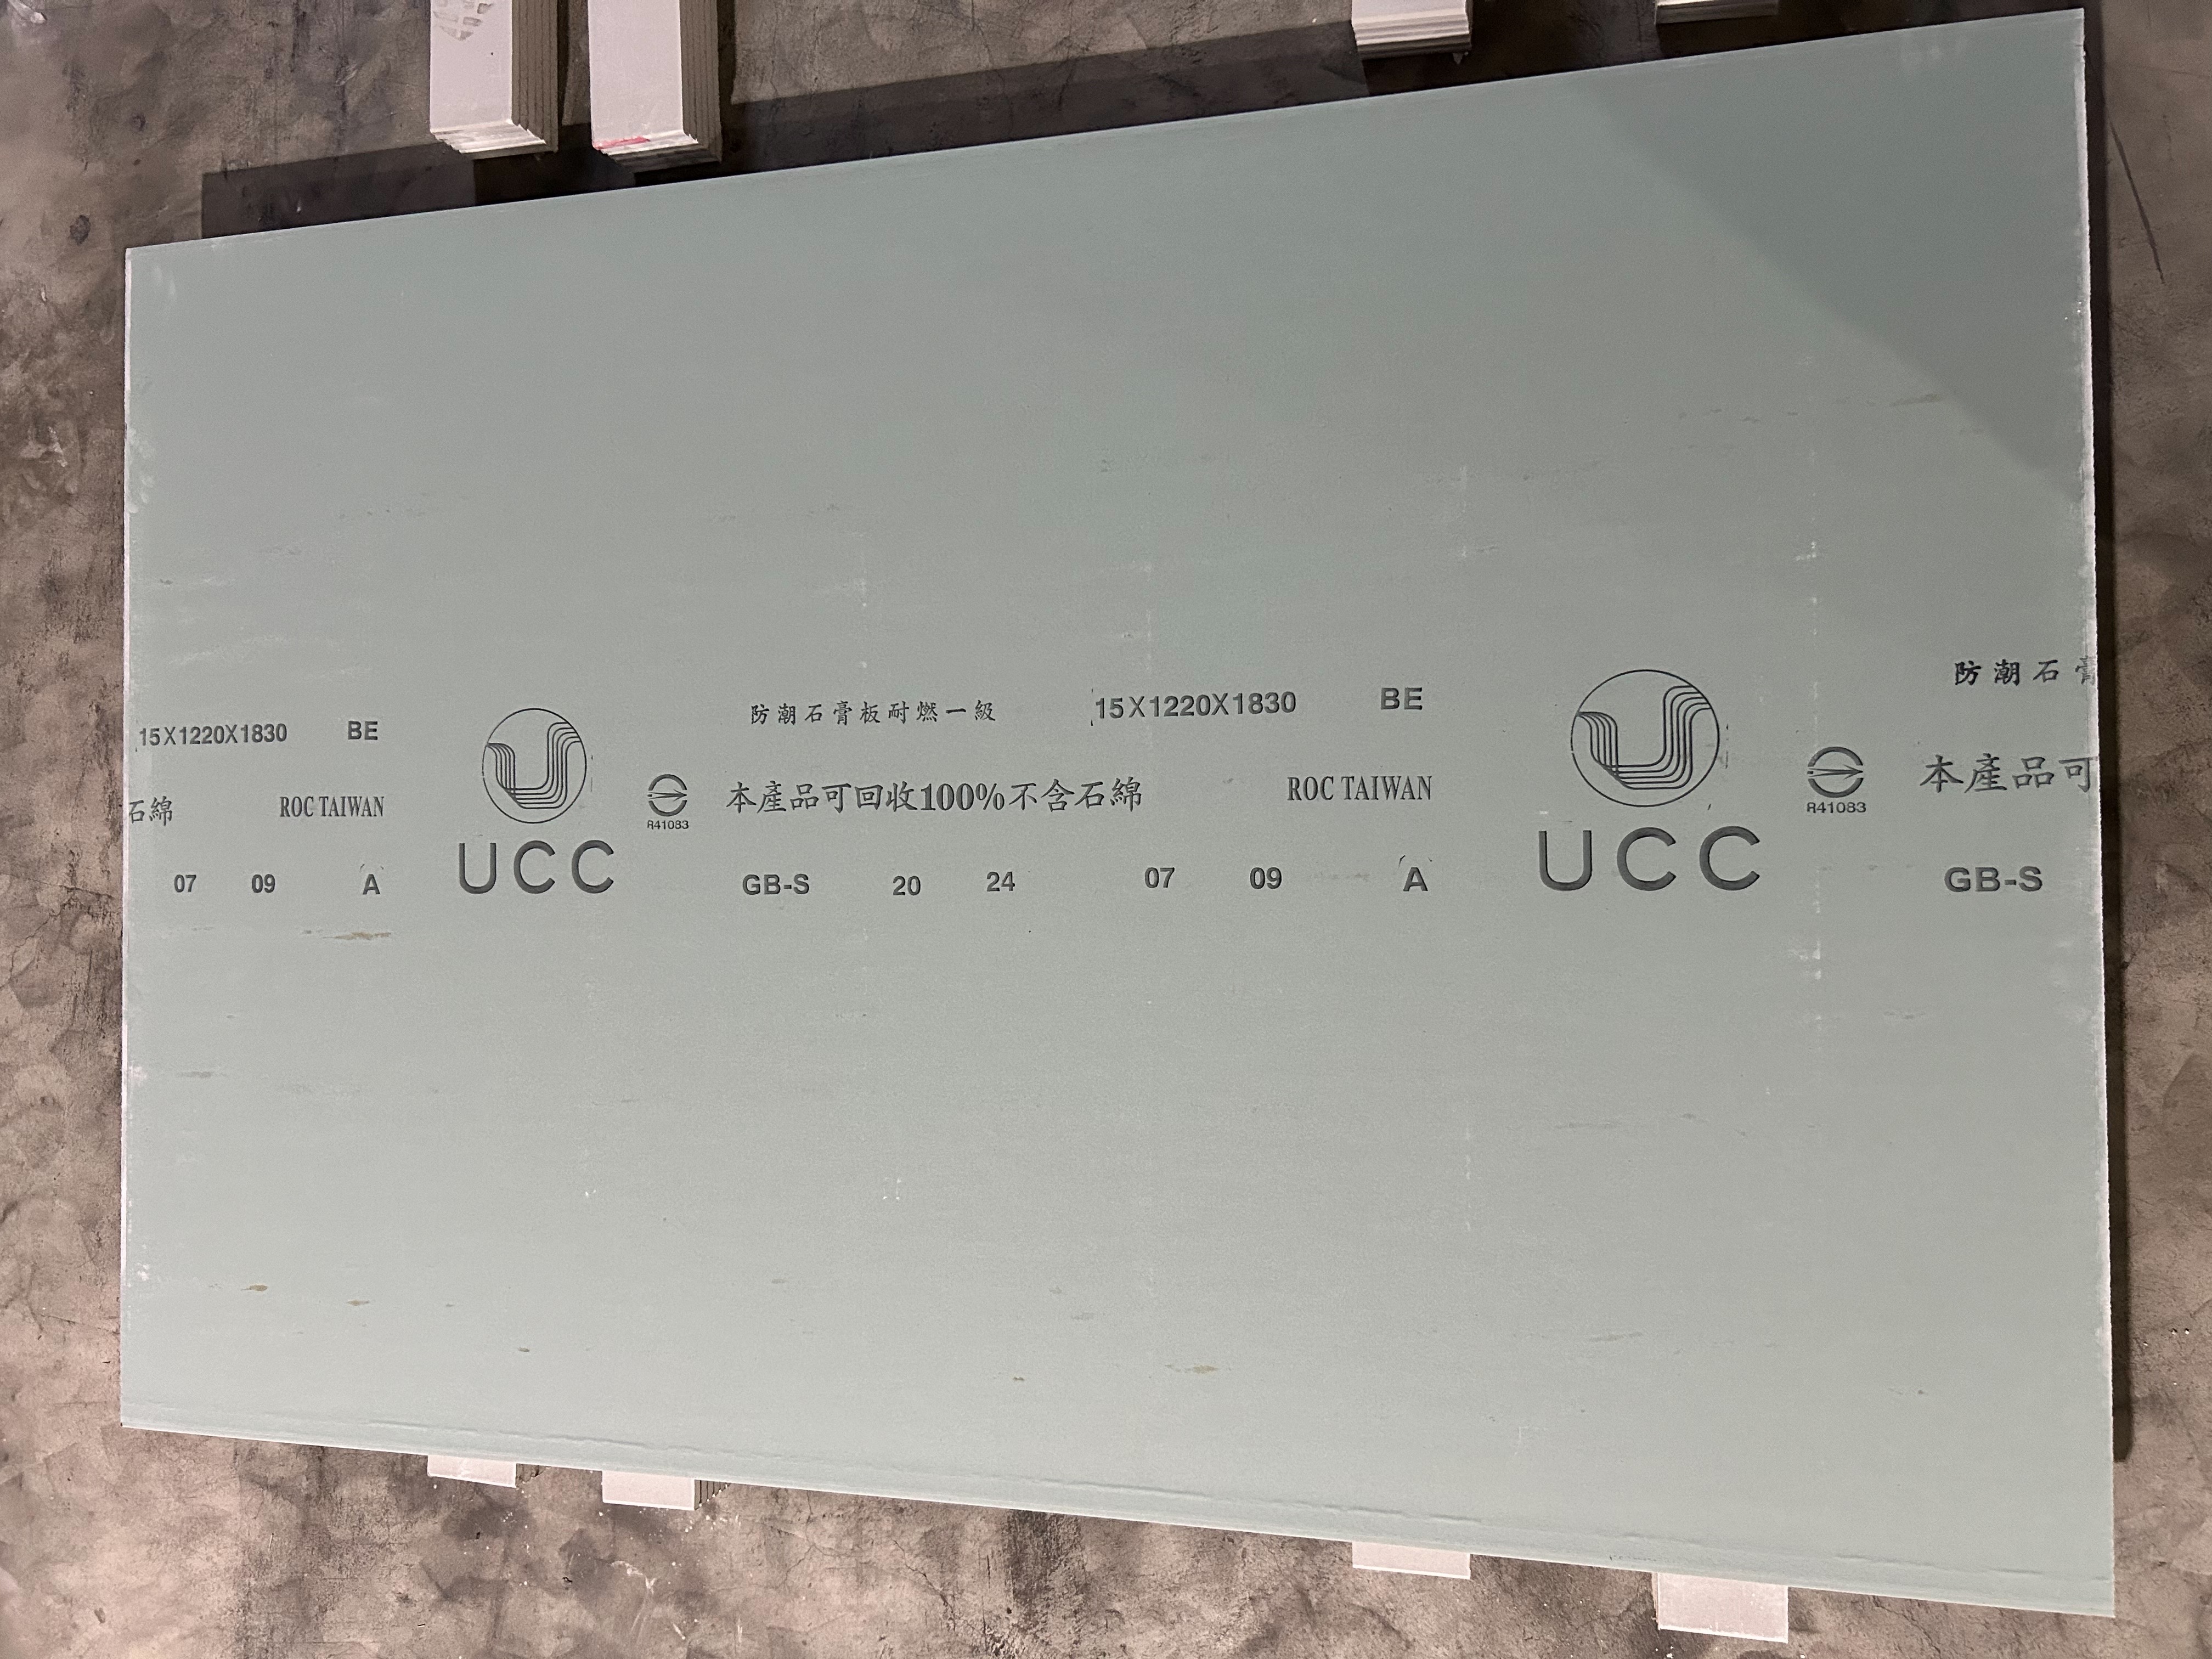 15X1220X1830 BE 防潮石膏板耐燃一級 15X1220X1830 BE 防潮石膏
石綿 ROC TAIWAN R41083 本產品可回收100%不含石綿 ROC TAIWAN R41083 本產品可
07 09 A UCC GB-S 20 24 07 09 A UCC GB-S